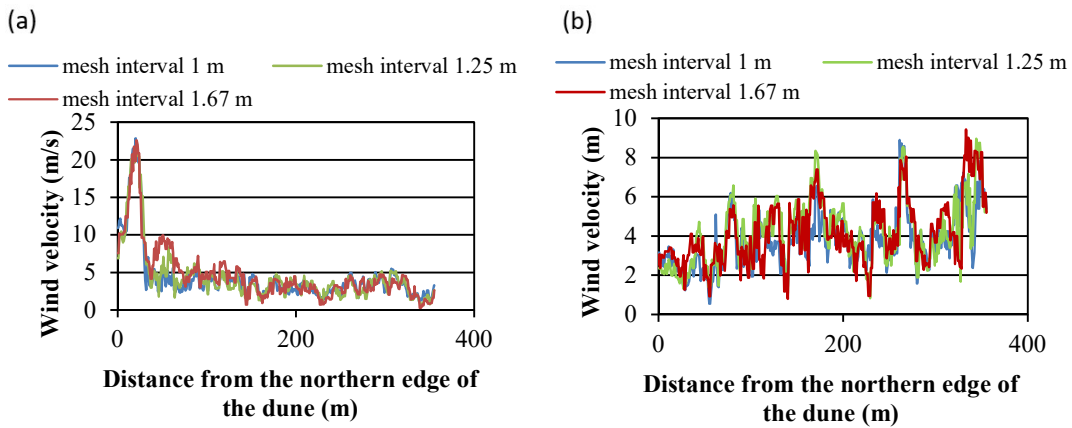 (a)
mesh interval 1 m
mesh interval 1.25 m
mesh interval 1.67 m
25
20
15
10
5
0
Wind velocity (m/s)
0
200
400
Distance from the northern edge of
the dune (m)
(b)
mesh interval 1 m
mesh interval 1.25 m
mesh interval 1.67 m
10
8
6
4
2
0
Wind velocity (m)
0
200
400
Distance from the northern edge of
the dune (m)